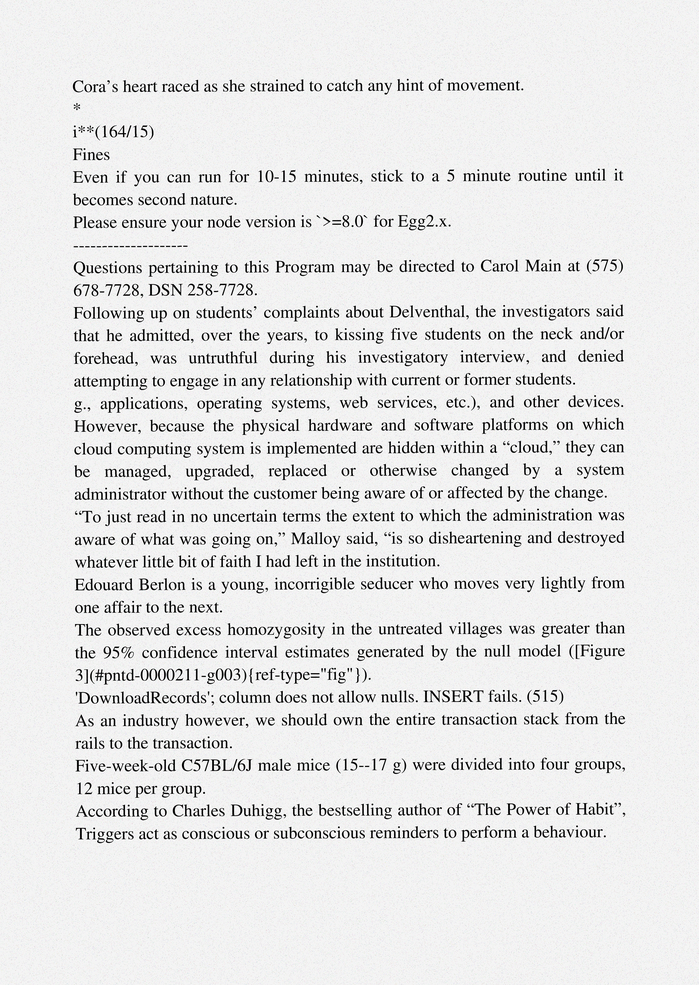 Cora’s heart raced as she strained to catch any hint of movement.
*
i**(164/15)
Fines
Even if you can run for 10-15 minutes, stick to a 5 minute routine until it
becomes second nature.
Please ensure your node version is `>=8.0` for Egg2.x.
--------------------
Questions pertaining to this Program may be directed to Carol Main at (575)
678-7728, DSN 258-7728.
Following up on students’ complaints about Delventhal, the investigators said
that he admitted, over the years, to kissing five students on the neck and/or
forehead, was untruthful during his investigatory interview, and denied
attempting to engage in any relationship with current or former students.
g., applications, operating systems, web services, etc.), and other devices.
However, because the physical hardware and software platforms on which
cloud computing system is implemented are hidden within a “cloud,” they can
be managed, upgraded, replaced or otherwise changed by a system
administrator without the customer being aware of or affected by the change.
“To just read in no uncertain terms the extent to which the administration was
aware of what was going on,” Malloy said, “is so disheartening and destroyed
whatever little bit of faith I had left in the institution.
Edouard Berlon is a young, incorrigible seducer who moves very lightly from
one affair to the next.
The observed excess homozygosity in the untreated villages was greater than
the 95% confidence interval estimates generated by the null model ([Figure
3](#pntd-0000211-g003){ref-type="fig"}).
'DownloadRecords'; column does not allow nulls. INSERT fails. (515)
As an industry however, we should own the entire transaction stack from the
rails to the transaction.
Five-week-old C57BL/6J male mice (15--17 g) were divided into four groups,
12 mice per group.
According to Charles Duhigg, the bestselling author of “The Power of Habit”,
Triggers act as conscious or subconscious reminders to perform a behaviour.